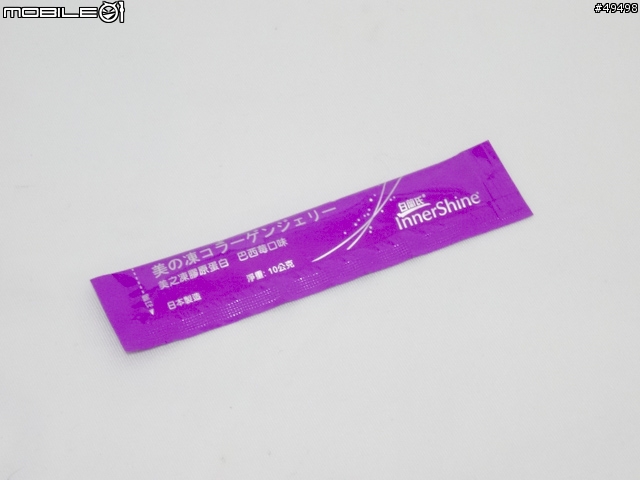 MOBILE01
#49498
白蘭氏®
InnerShine®
美の凍コラーゲンジェリー
美之凍膠原蛋白 巴西莓口味
淨重: 10公克
日本製造